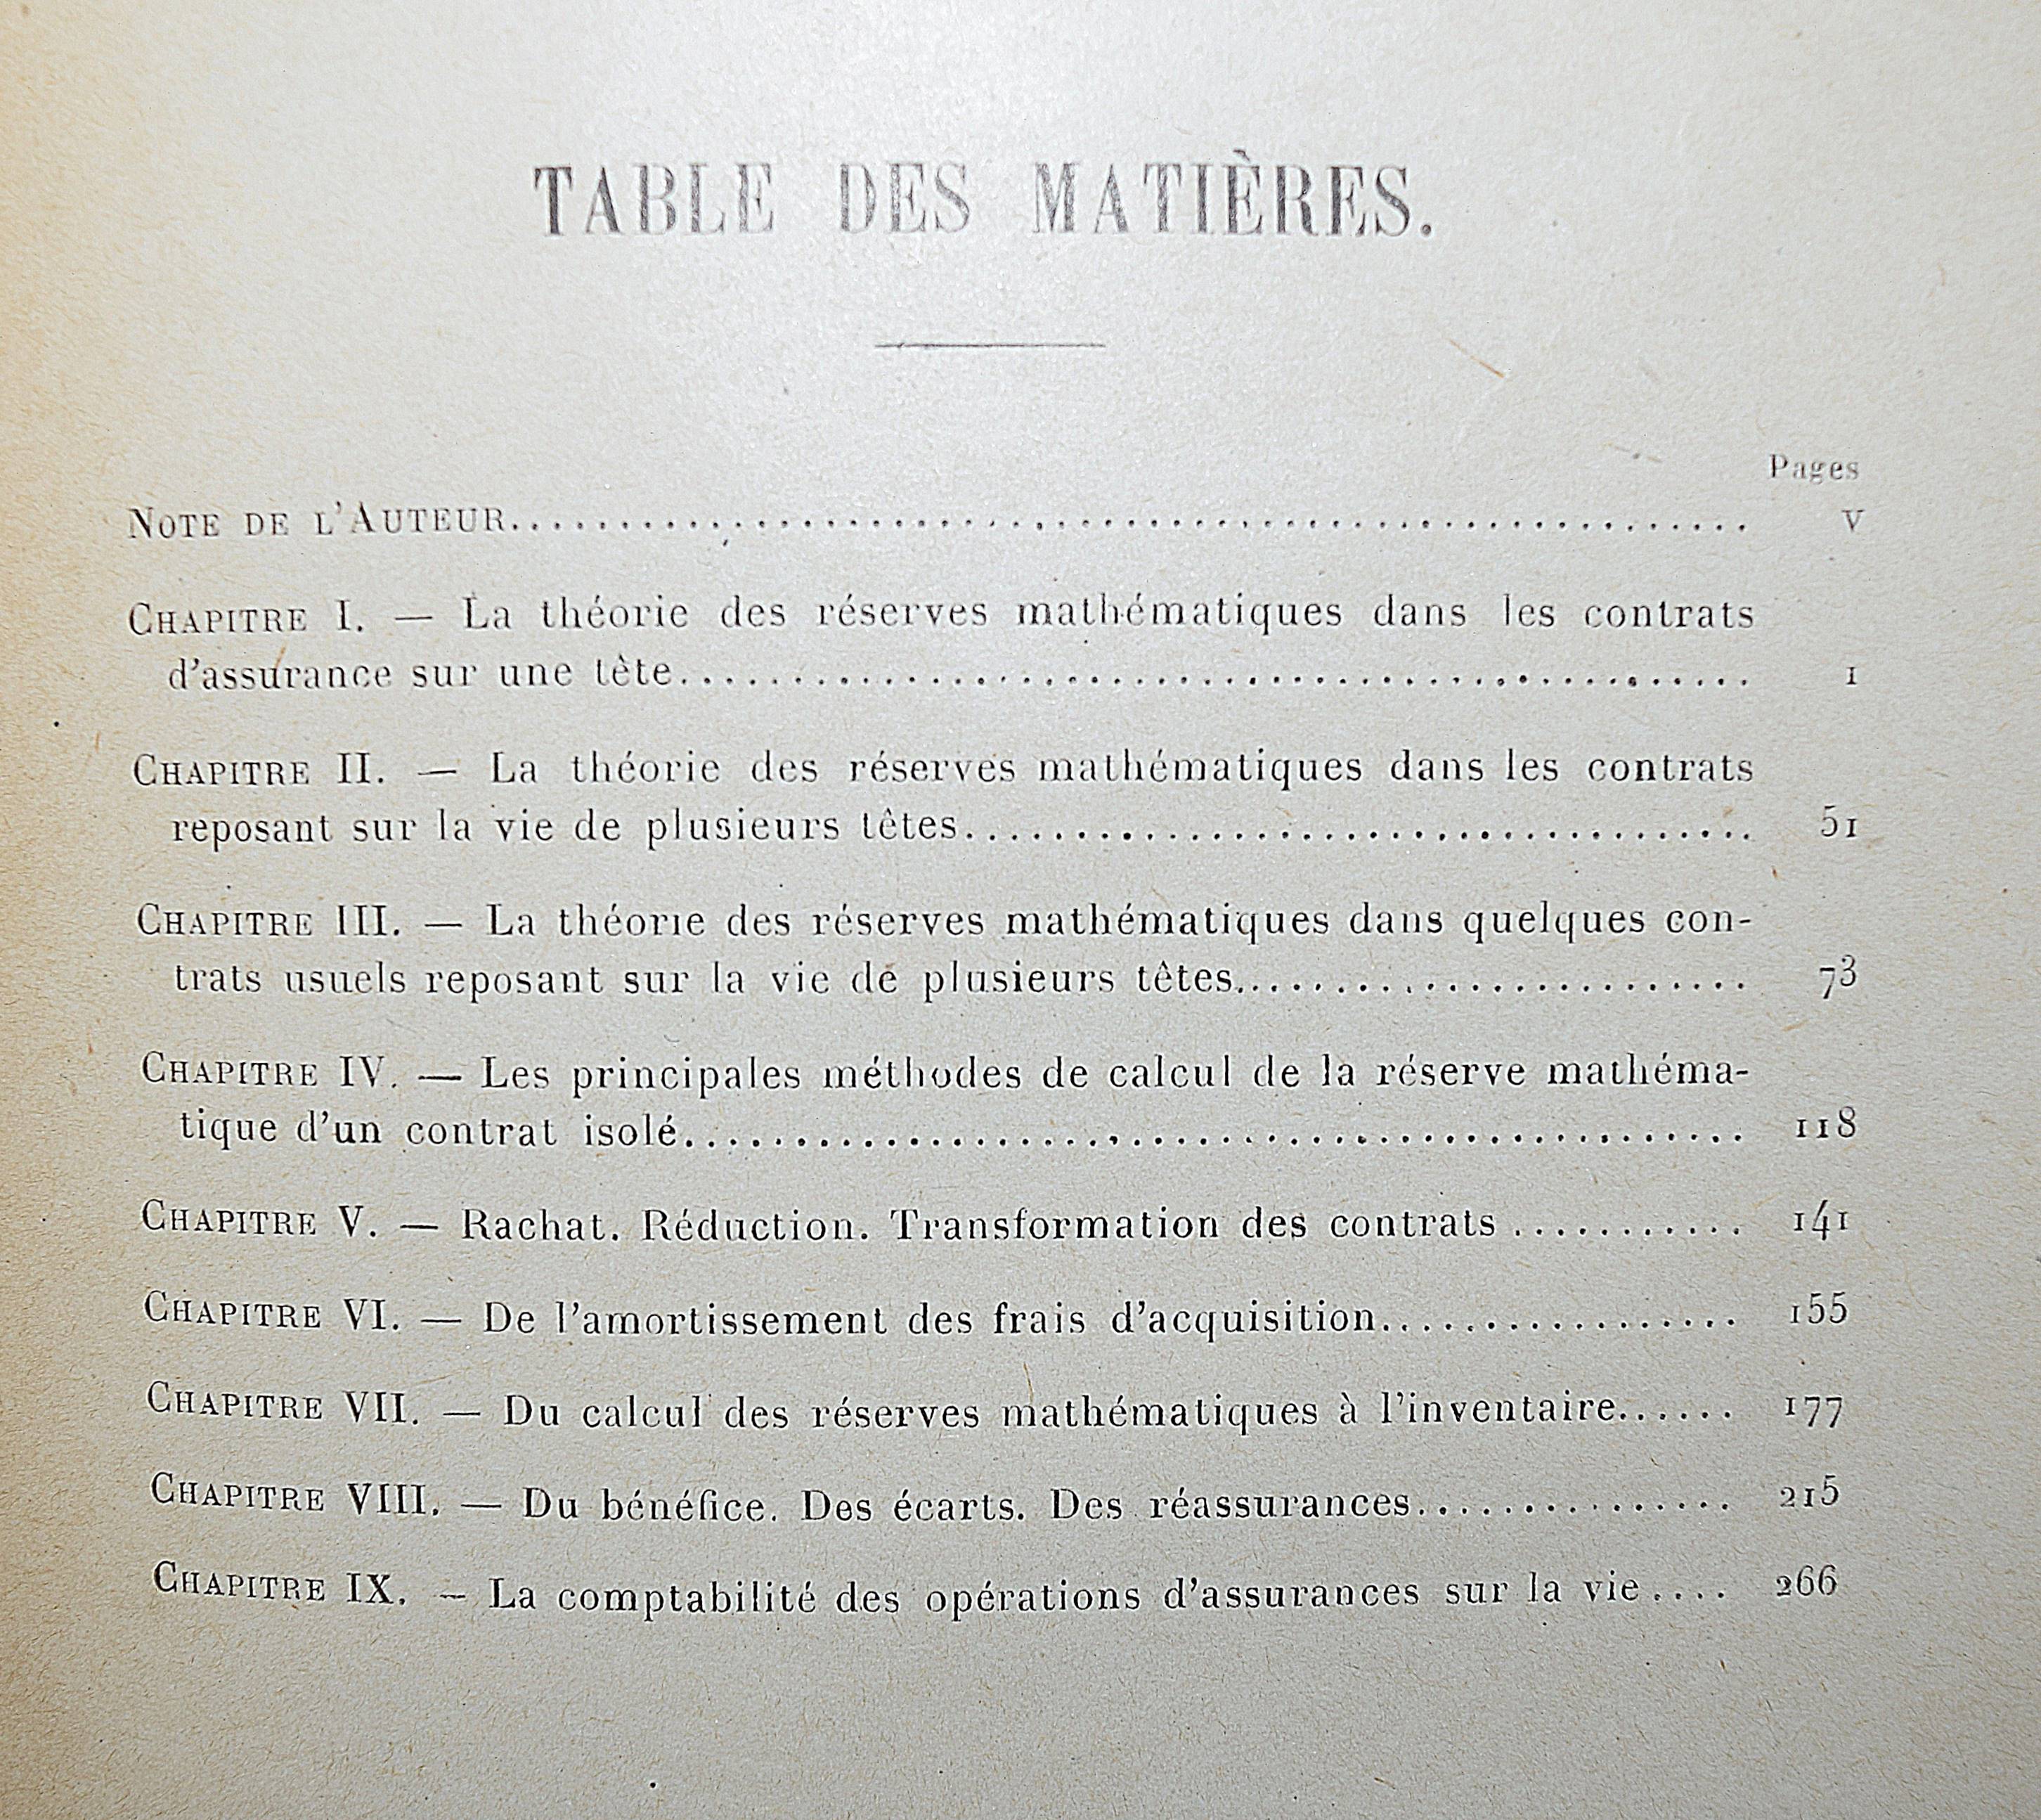 TABLE DES MATIÈRES.
Pages
NOTE DE L'AUTEUR.................................................... V
CHAPITRE I. — La théorie des réserves mathématiques dans les contrats
d'assurance sur une tête............................................... 1
CHAPITRE II. — La théorie des réserves mathématiques dans les contrats
reposant sur la vie de plusieurs têtes.................................. 51
CHAPITRE III. — La théorie des réserves mathématiques dans quelques con-
trats usuels reposant sur la vie de plusieurs têtes....................... 73
CHAPITRE IV. — Les principales méthodes de calcul de la réserve mathéma-
tique d'un contrat isolé............................................... 118
CHAPITRE V. — Rachat. Réduction. Transformation des contrats ........... 141
CHAPITRE VI. — De l'amortissement des frais d'acquisition................ 155
CHAPITRE VII. — Du calcul des réserves mathématiques à l'inventaire...... 177
CHAPITRE VIII. — Du bénéfice. Des écarts. Des réassurances............... 215
CHAPITRE IX. — La comptabilité des opérations d'assurances sur la vie.... 266